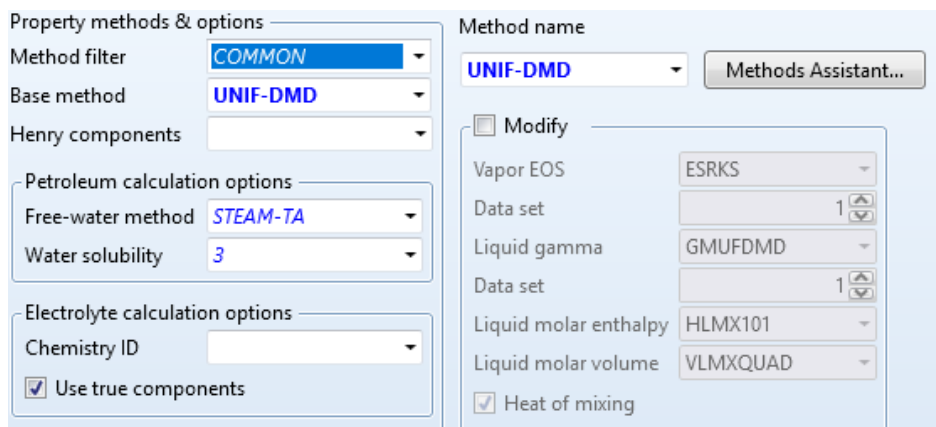 Property methods & options
Method filter COMMON
Base method UNIF-DMD
Henry components
Petroleum calculation options
Free-water method STEAM-TA
Water solubility 3
Electrolyte calculation options
Chemistry ID
Use true components
Method name
UNIF-DMD Methods Assistant...
Modify
Vapor EOS ESRKS
Data set 1
Liquid gamma GMUFDMD
Data set 1
Liquid molar enthalpy HLMX101
Liquid molar volume VLMXQUAD
Heat of mixing